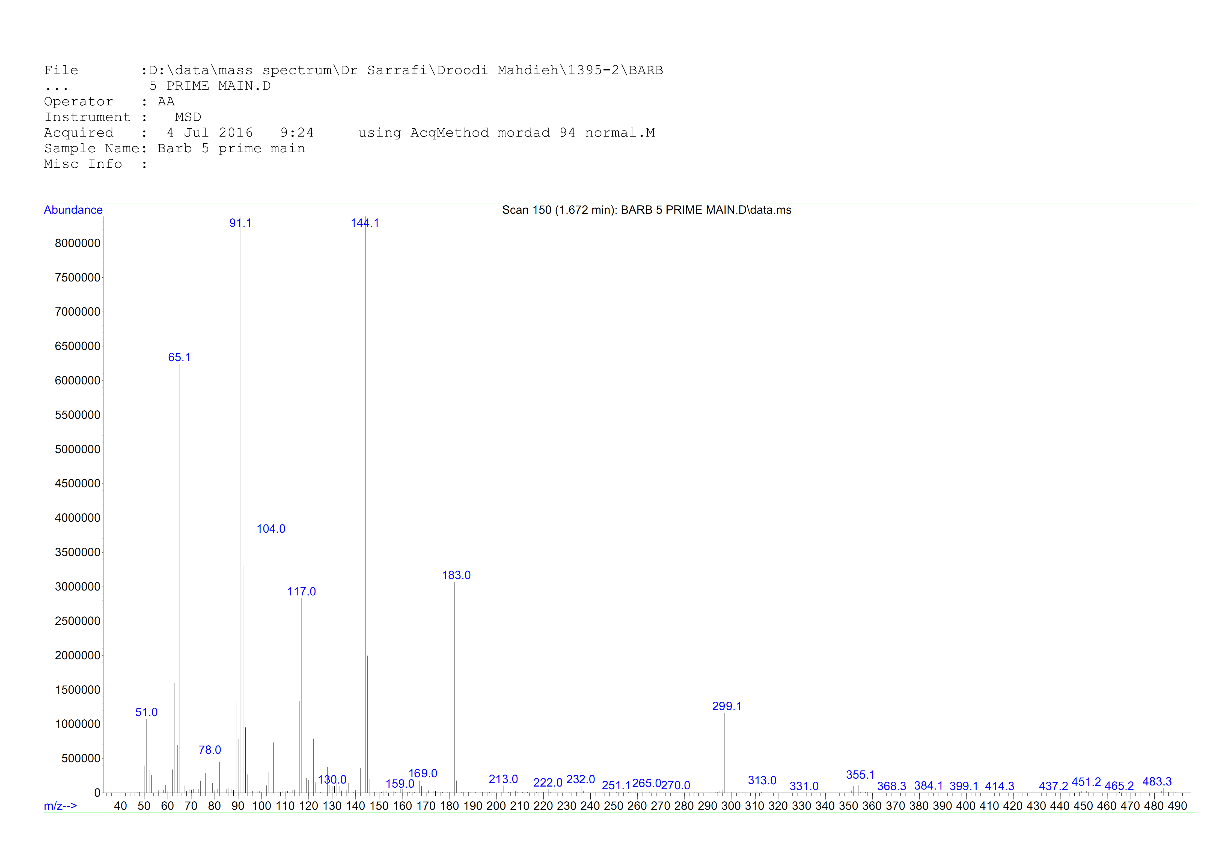 File :D:\data\mass spectrum\Dr Sarrafi\Droodi Mahdieh\1395-2\BARB
... 5 PRIME MAIN.D
Operator : AA
Instrument : MSD
Acquired : 4 Jul 2016 9:24 using AcqMethod mordad 94 normal.M
Sample Name: Barb 5 prime main
Misc Info :
Abundance
Scan 150 (1.672 min): BARB 5 PRIME MAIN.D\data.ms
91.1 144.1
8000000
7500000
7000000
6500000
65.1
6000000
5500000
5000000
4500000
4000000
104.0
3500000
183.0
3000000
117.0
2500000
2000000
1500000
299.1
51.0
1000000
78.0
500000
130.0 159.0 169.0 213.0 222.0 232.0 251.1 265.0 270.0 313.0 331.0 355.1 368.3 384.1 399.1 414.3 437.2 451.2 465.2 483.3
0
m/z--> 40 50 60 70 80 90 100 110 120 130 140 150 160 170 180 190 200 210 220 230 240 250 260 270 280 290 300 310 320 330 340 350 360 370 380 390 400 410 420 430 440 450 460 470 480 490